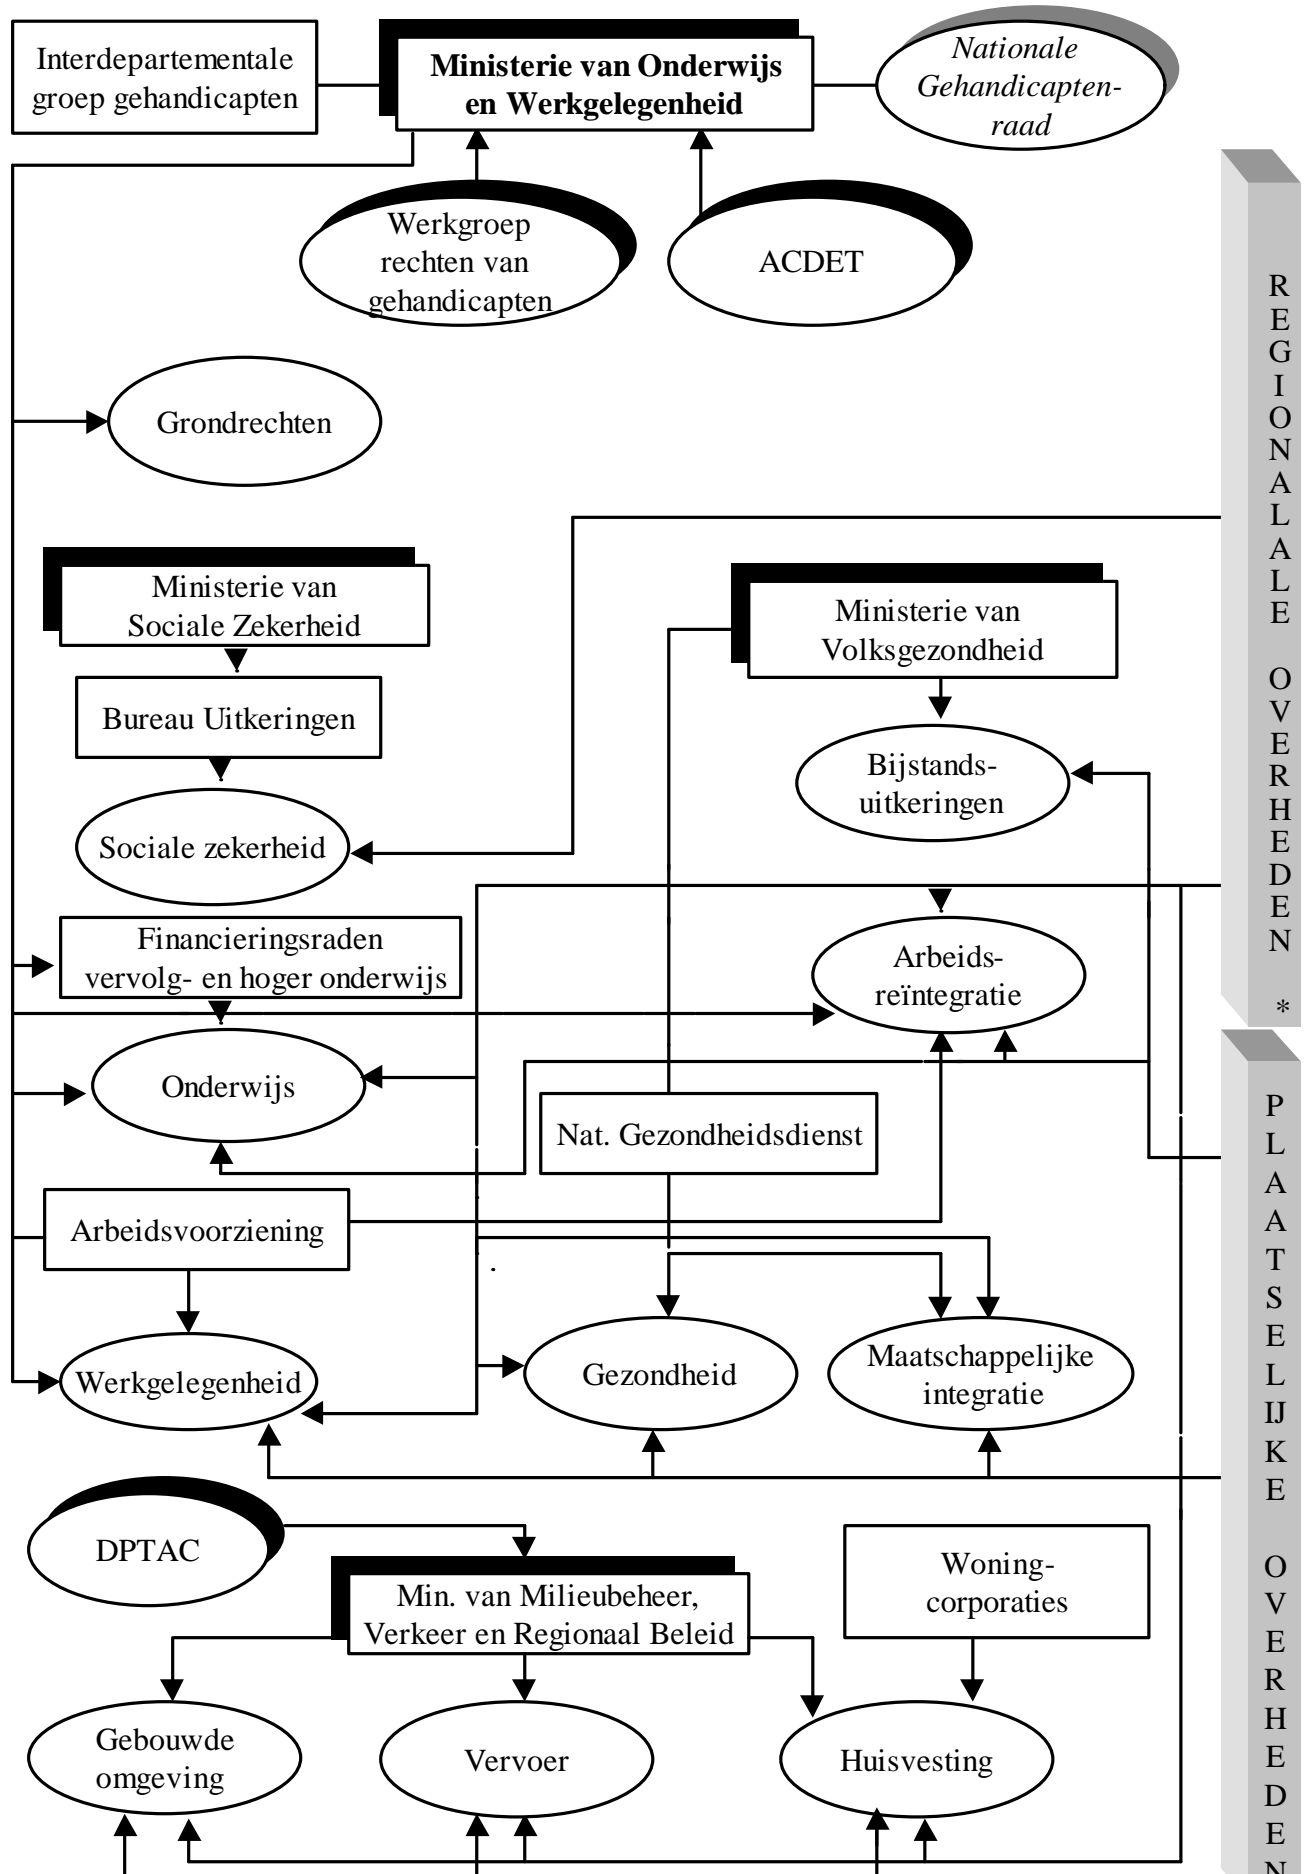 Interdepartementale
groep gehandicapten
Ministerie van Onderwijs
en Werkgelegenheid
Nationale
Gehandicapten-
raad
Werkgroep
rechten van
gehandicapten
ACDET
Grondrechten
Ministerie van
Sociale Zekerheid
Ministerie van
Volksgezondheid
Bureau Uitkeringen
Bijstands-
uitkeringen
Sociale zekerheid
Financieringsraden
vervolg- en hoger onderwijs
Arbeids-
reïntegratie
Onderwijs
Nat. Gezondheidsdienst
Arbeidsvoorziening
Werkgelegenheid
Gezondheid
Maatschappelijke
integratie
DPTAC
Min. van Milieubeheer,
Verkeer en Regionaal Beleid
Woning-
corporaties
Gebouwde
omgeving
Vervoer
Huisvesting
REGIONALALE OVERHEDEN *
PLAATSELIJKE OVERHEDEN